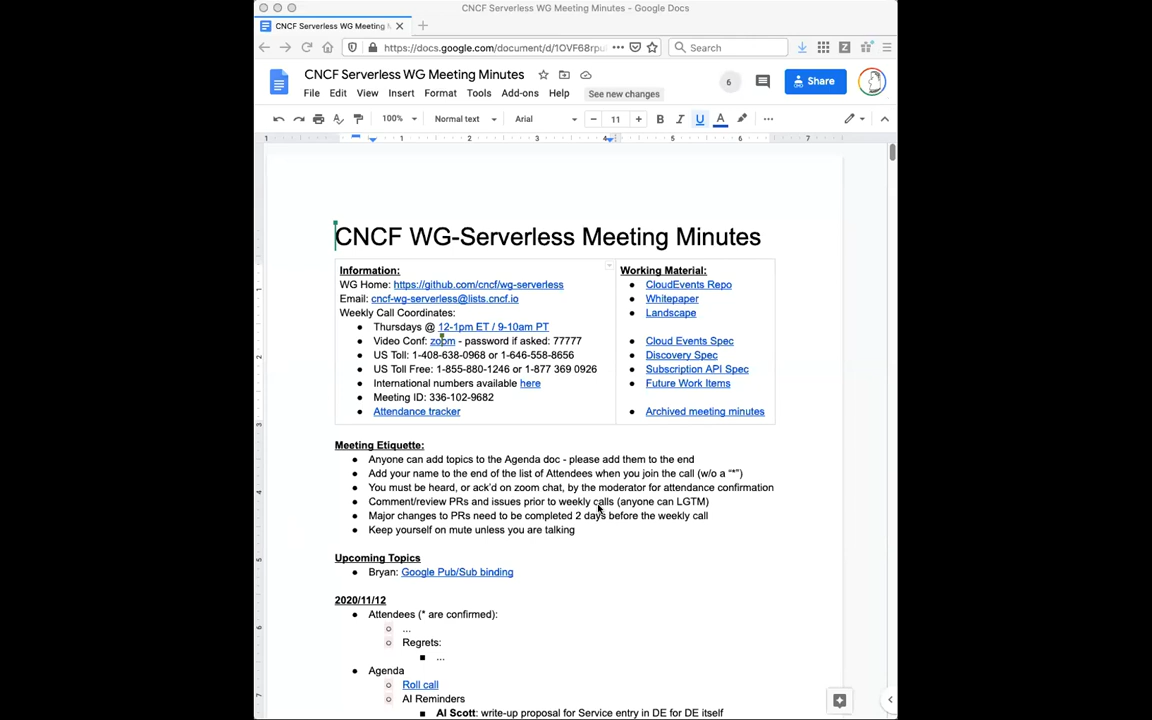 CNCF Serverless WG Meeting Minutes - Google Docs
CNCF Serverless WG Meeting M
https://docs.google.com/document/d/1OVF68rpu
Search
CNCF Serverless WG Meeting Minutes
6
Share
File Edit View Insert Format Tools Add-ons Help See new changes
100% Normal text Arial 11 B I U A
1 1 2 3 4 5 6 7
CNCF WG-Serverless Meeting Minutes
Information:
WG Home: https://github.com/cncf/wg-serverless
Email: cncf-wg-serverless@lists.cncf.io
Weekly Call Coordinates:
● Thursdays @ 12-1pm ET / 9-10am PT
● Video Conf: zoom - password if asked: 77777
● US Toll: 1-408-638-0968 or 1-646-558-8656
● US Toll Free: 1-855-880-1246 or 1-877 369 0926
● International numbers available here
● Meeting ID: 336-102-9682
● Attendance tracker
Working Material:
● CloudEvents Repo
● Whitepaper
● Landscape
● Cloud Events Spec
● Discovery Spec
● Subscription API Spec
● Future Work Items
● Archived meeting minutes
Meeting Etiquette:
● Anyone can add topics to the Agenda doc - please add them to the end
● Add your name to the end of the list of Attendees when you join the call (w/o a “*”)
● You must be heard, or ack’d on zoom chat, by the moderator for attendance confirmation
● Comment/review PRs and issues prior to weekly calls (anyone can LGTM)
● Major changes to PRs need to be completed 2 days before the weekly call
● Keep yourself on mute unless you are talking
Upcoming Topics
● Bryan: Google Pub/Sub binding
2020/11/12
● Attendees (* are confirmed):
○ ...
○ Regrets:
■ ...
● Agenda
○ Roll call
○ AI Reminders
■ AI Scott: write-up proposal for Service entry in DE for DE itself